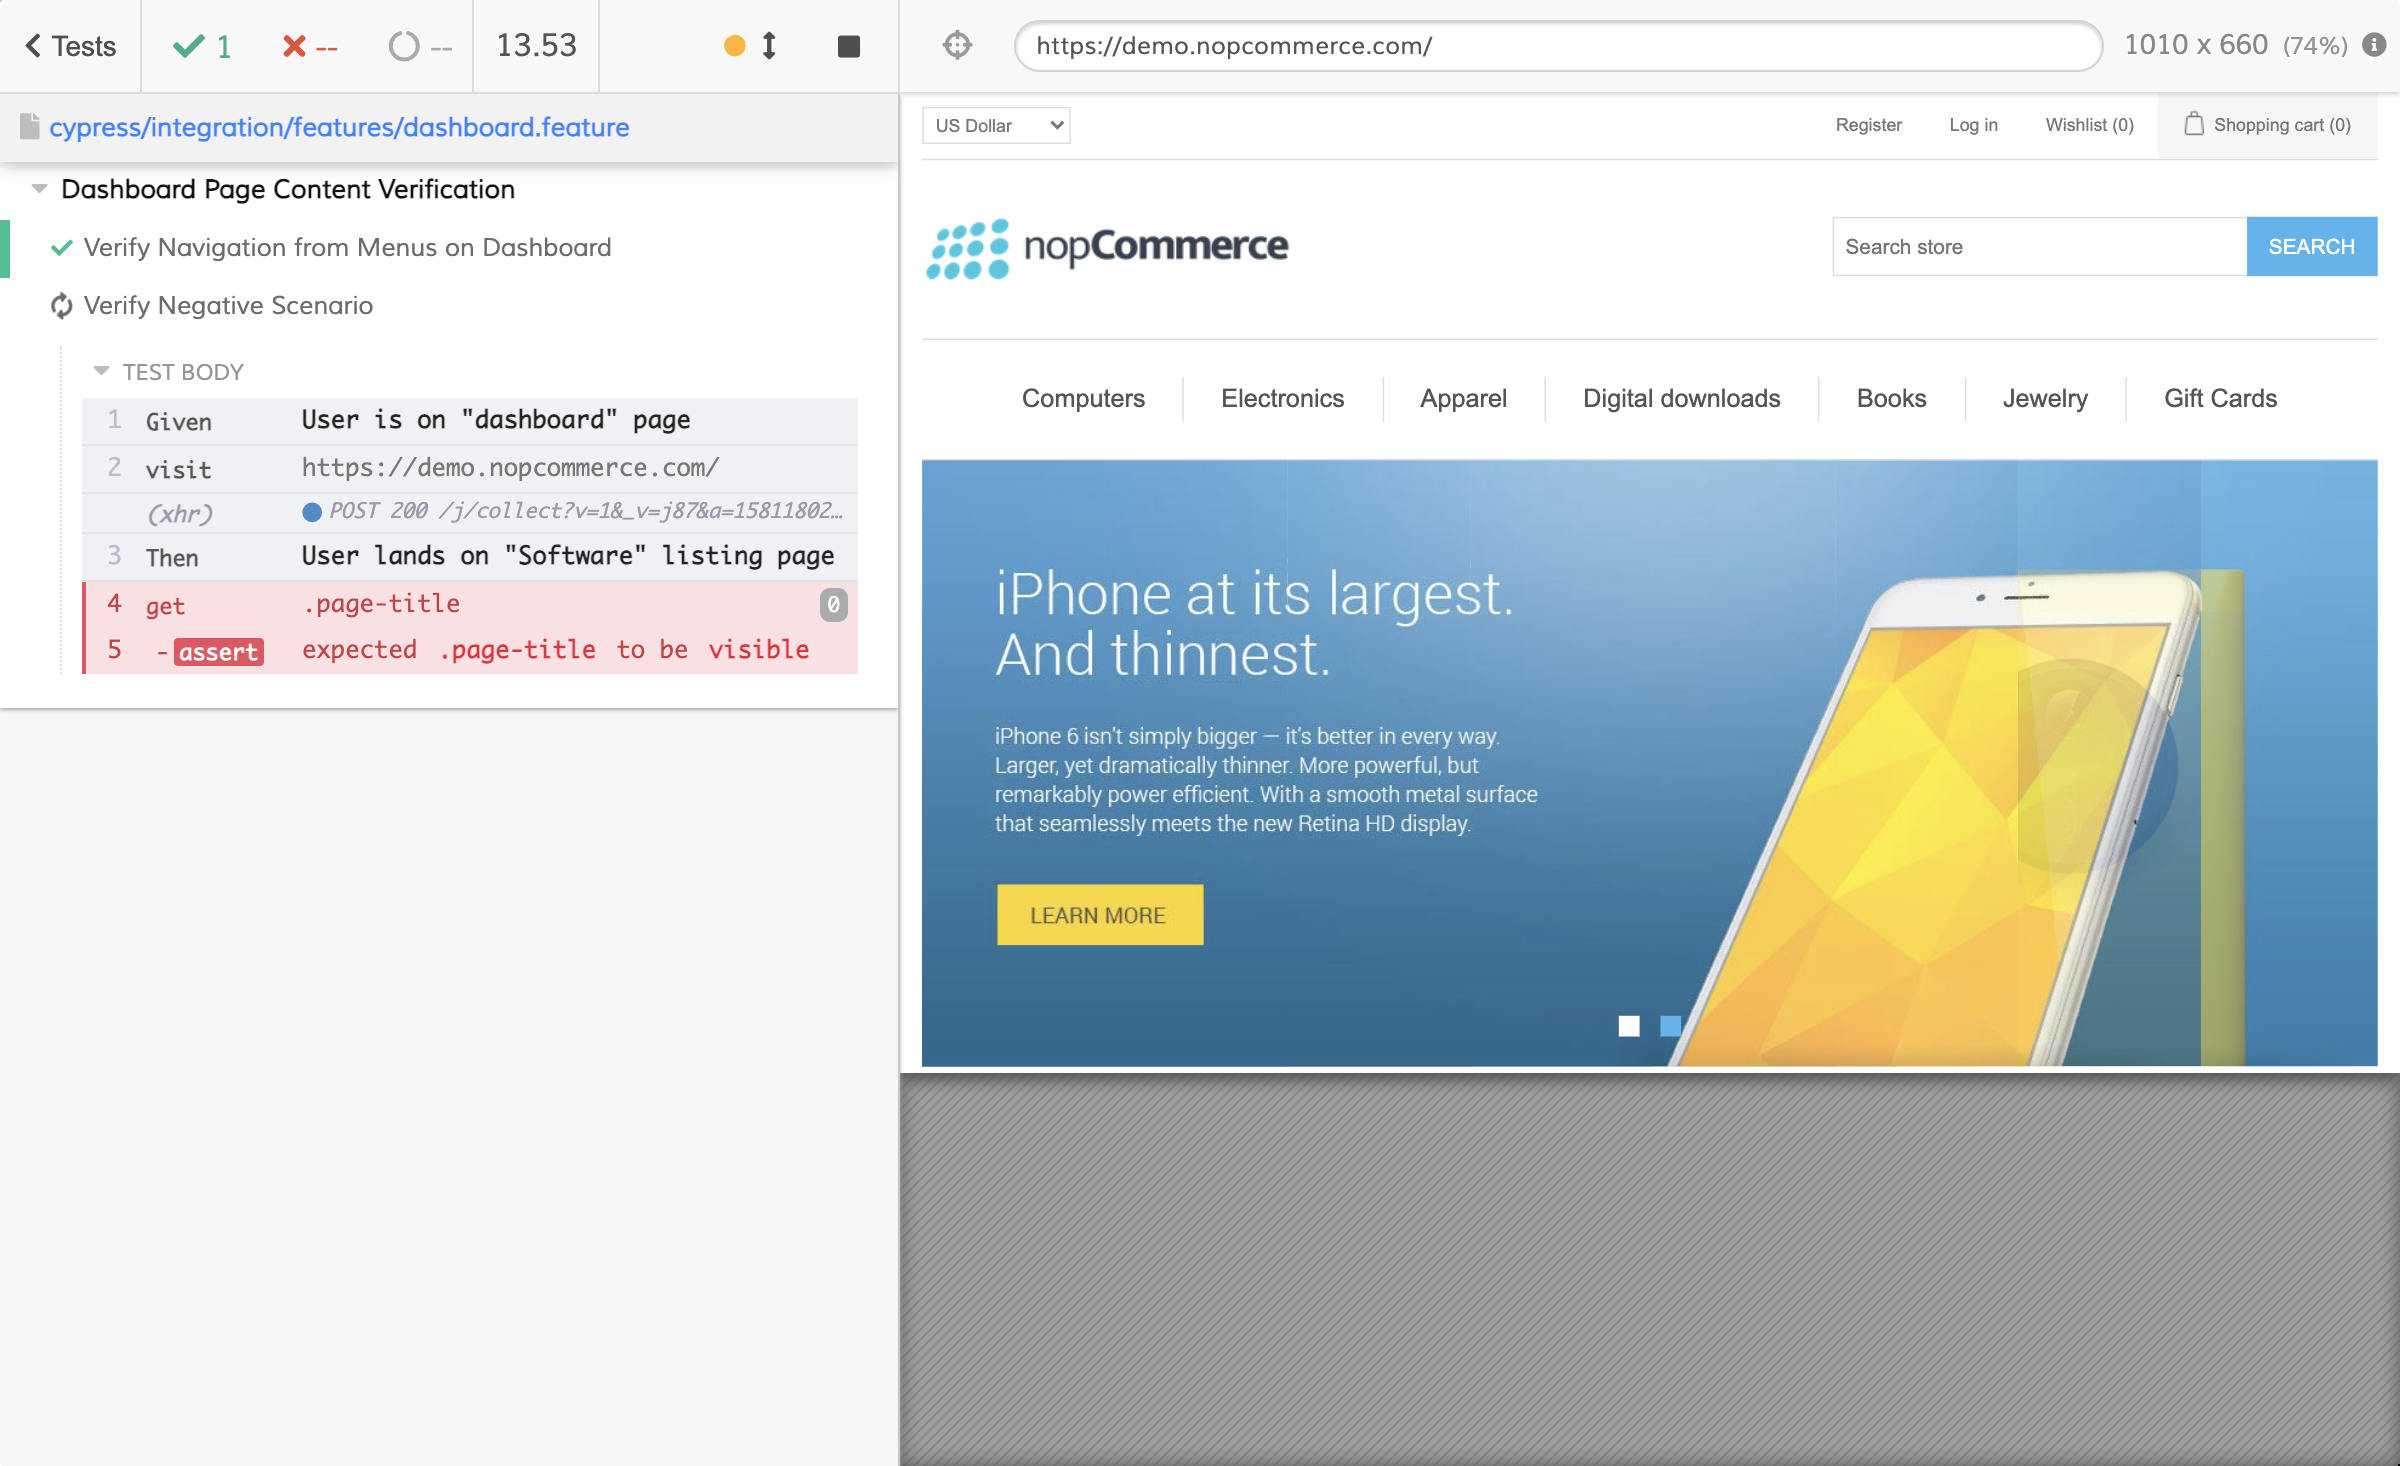 Tests
1
--
--
13.53
https://demo.nopcommerce.com/
1010 x 660 (74%)
cypress/integration/features/dashboard.feature
Dashboard Page Content Verification
Verify Navigation from Menus on Dashboard
Verify Negative Scenario
TEST BODY
1 Given User is on "dashboard" page
2 visit https://demo.nopcommerce.com/
(xhr) POST 200 /j/collect?v=1&_v=j87&a=15811802…
3 Then User lands on "Software" listing page
4 get .page-title 0
5 -assert expected .page-title to be visible
US Dollar
Register Log in Wishlist (0) Shopping cart (0)
nopCommerce
Search store SEARCH
Computers Electronics Apparel Digital downloads Books Jewelry Gift Cards
iPhone at its largest.
And thinnest.
iPhone 6 isn't simply bigger — it's better in every way.
Larger, yet dramatically thinner. More powerful, but
remarkably power efficient. With a smooth metal surface
that seamlessly meets the new Retina HD display.
LEARN MORE